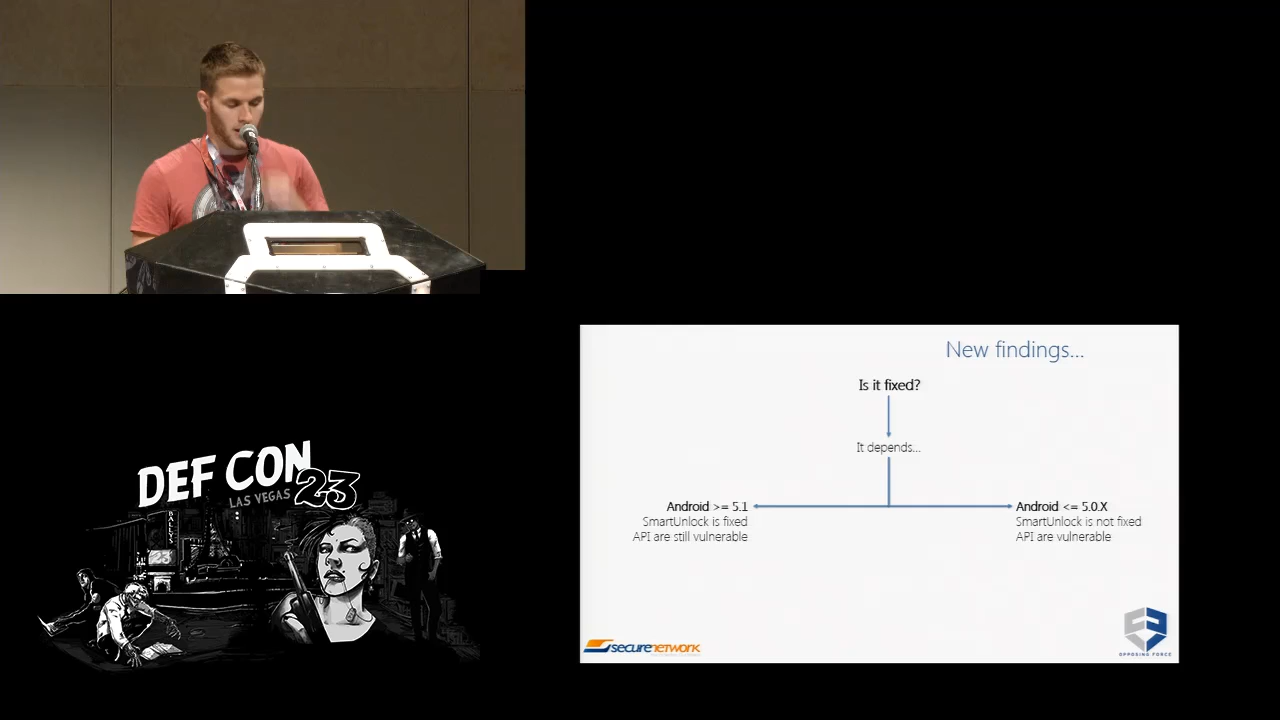 New findings...
Is it fixed?
It depends...
Android >= 5.1
SmartUnlock is fixed
API are still vulnerable
Android <= 5.0.X
SmartUnlock is not fixed
API are vulnerable
securenetwork
OPPOSING FORCE
DEF CON
LAS VEGAS 23
BALLYS